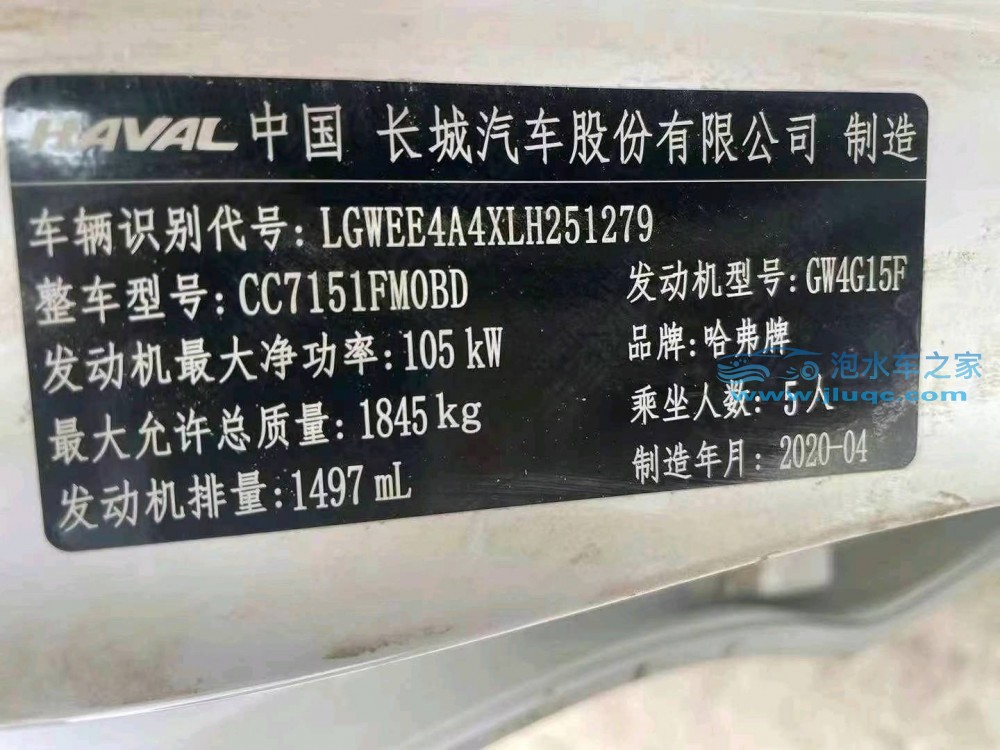 HAVAL 中国 长城汽车股份有限公司 制造
车辆识别代号: LGWEE4A4XLH251279
整车型号: CC7151FM0BD 发动机型号: GW4G15F
发动机最大净功率: 105 kW 品牌: 哈弗牌
泡水车之家
www.jluqc.com
最大允许总质量: 1845 kg 乘坐人数: 5人
发动机排量: 1497 mL 制造年月: 2020-04